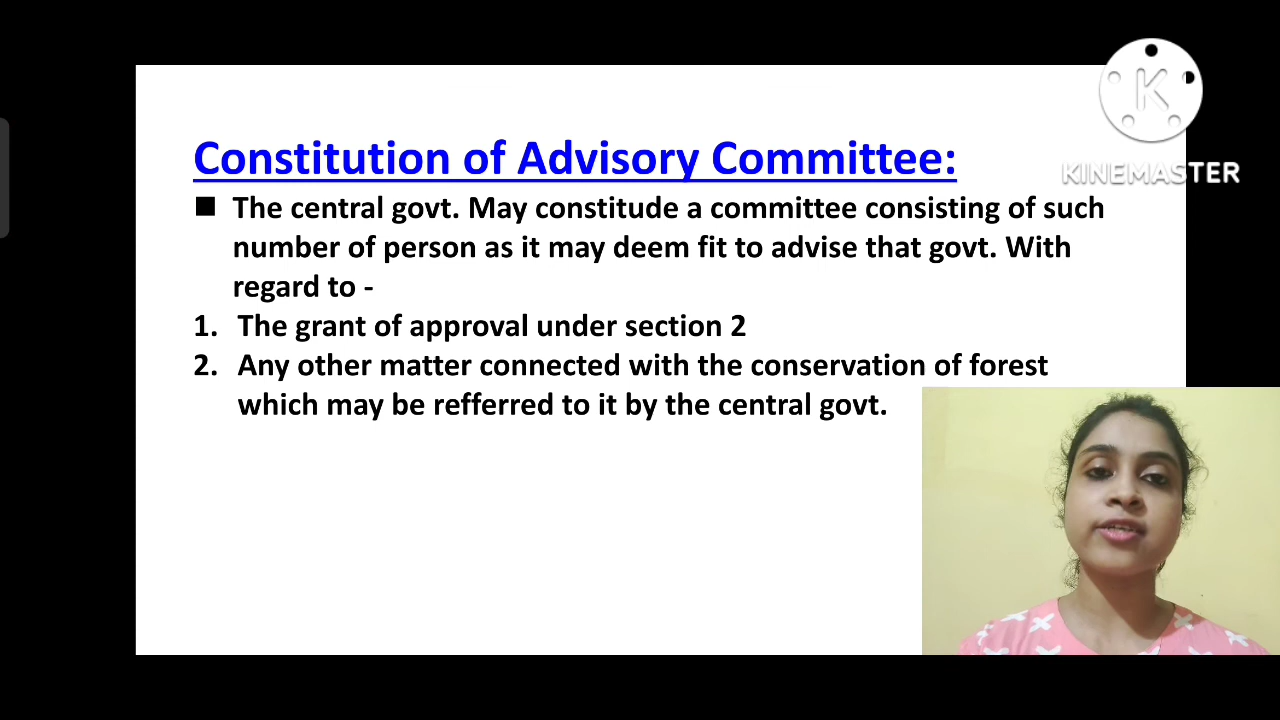 Constitution of Advisory Committee:
■ The central govt. May constitude a committee consisting of such
number of person as it may deem fit to advise that govt. With
regard to -
1. The grant of approval under section 2
2. Any other matter connected with the conservation of forest
which may be refferred to it by the central govt.
K
KINEMASTER